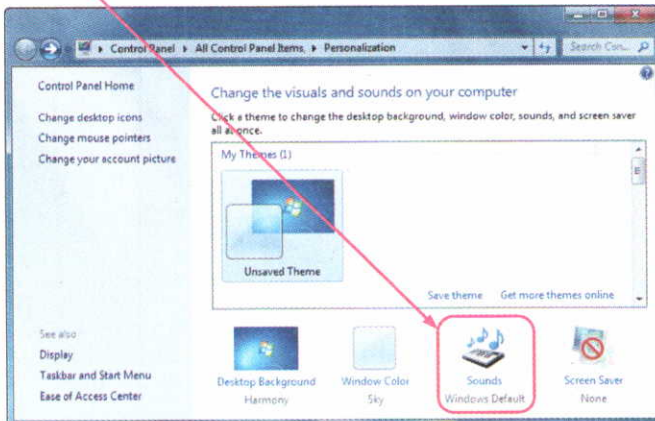 Control Panel ▸ All Control Panel Items ▸ Personalization
Search Con...
Control Panel Home
Change desktop icons
Change mouse pointers
Change your account picture
Change the visuals and sounds on your computer
Click a theme to change the desktop background, window color, sounds, and screen saver
all at once.
My Themes (1)
Unsaved Theme
Save theme Get more themes online
See also
Display
Taskbar and Start Menu
Ease of Access Center
Desktop Background
Harmony
Window Color
Sky
Sounds
Windows Default
Screen Saver
None